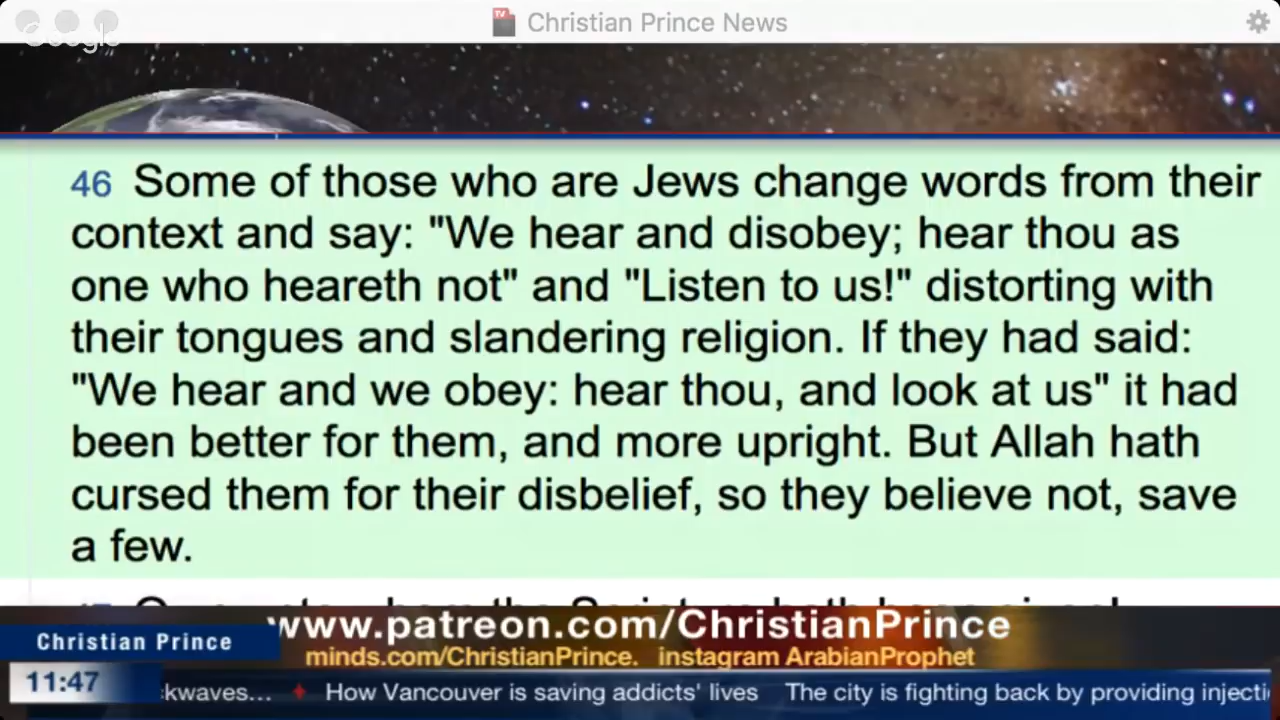 Christian Prince News
Google
46 Some of those who are Jews change words from their
context and say: "We hear and disobey; hear thou as
one who heareth not" and "Listen to us!" distorting with
their tongues and slandering religion. If they had said:
"We hear and we obey: hear thou, and look at us" it had
been better for them, and more upright. But Allah hath
cursed them for their disbelief, so they believe not, save
a few.
www.patreon.com/ChristianPrince
Christian Prince
minds.com/ChristianPrince. instagram ArabianProphet
11:47
kwaves... How Vancouver is saving addicts' lives The city is fighting back by providing injecti